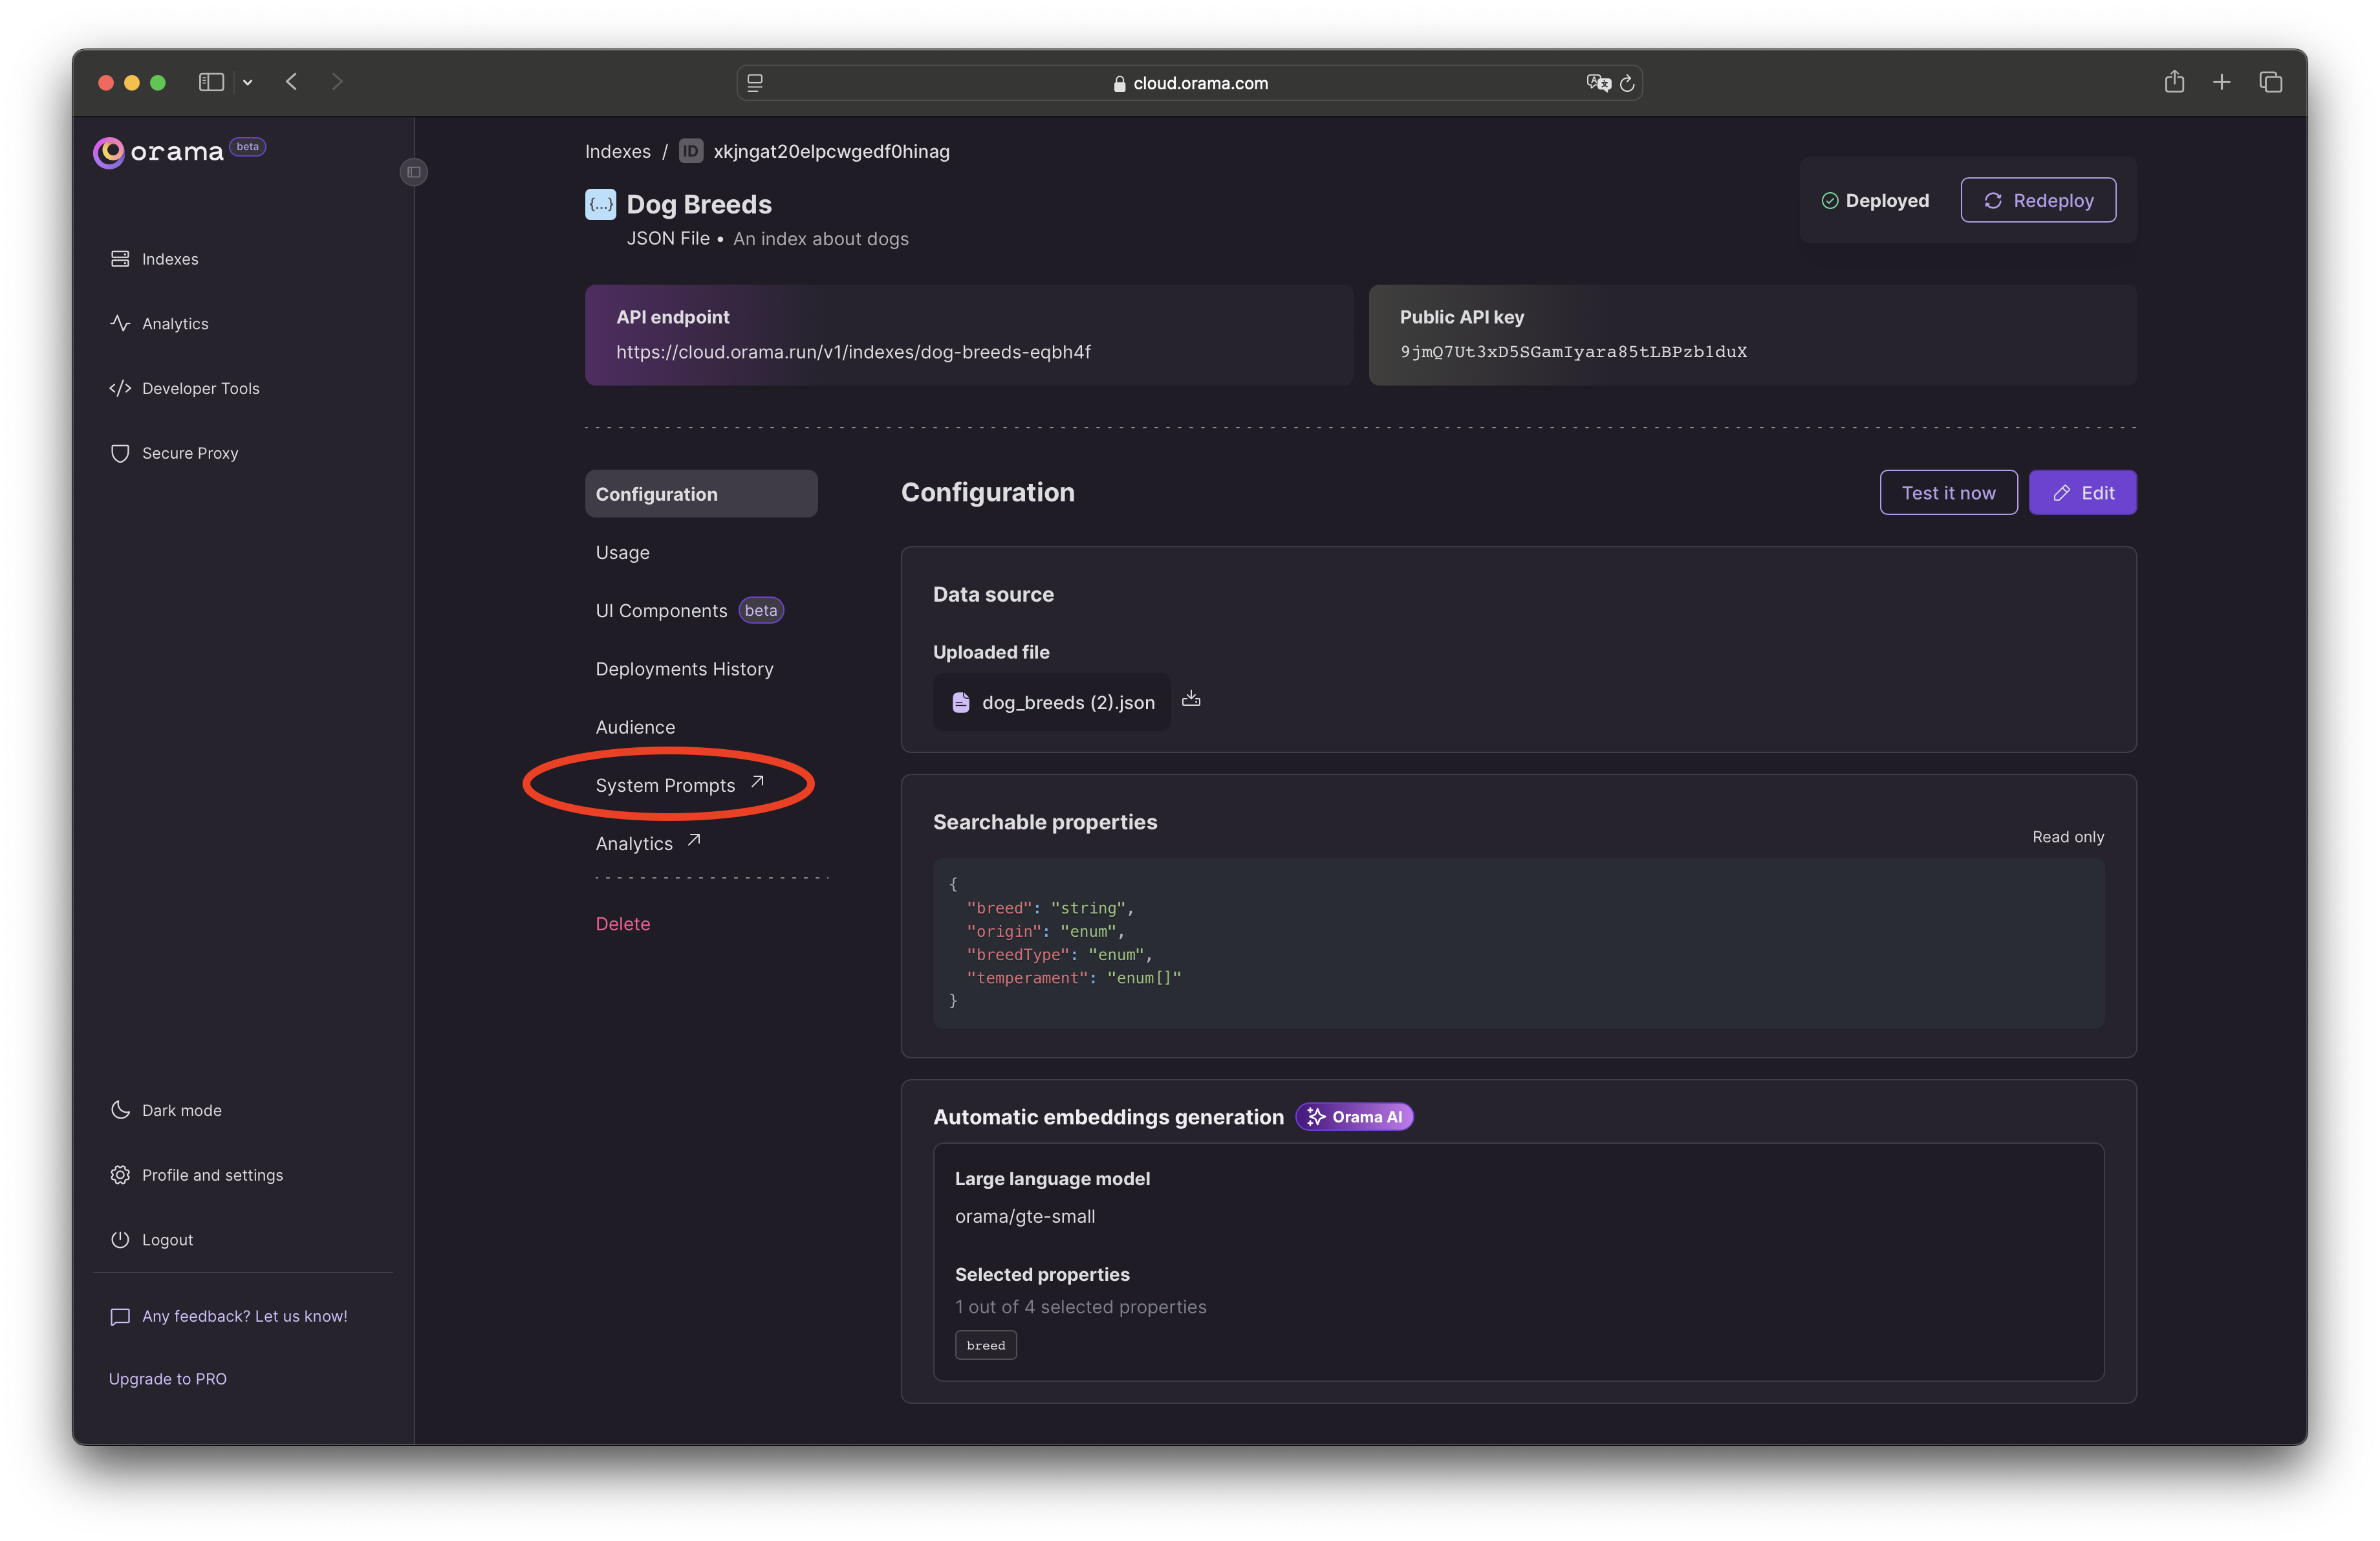 cloud.orama.com
orama beta
Indexes
Analytics
Developer Tools
Secure Proxy
Dark mode
Profile and settings
Logout
Any feedback? Let us know!
Upgrade to PRO
Indexes / ID xkjngat20elpcwgedf0hinag
{...} Dog Breeds
JSON File • An index about dogs
Deployed
Redeploy
API endpoint
https://cloud.orama.run/v1/indexes/dog-breeds-eqbh4f
Public API key
9jmQ7Ut3xD5SGamIyara85tLBPzb1duX
Configuration
Usage
UI Components beta
Deployments History
Audience
System Prompts
Analytics
Delete
Configuration
Test it now
Edit
Data source
Uploaded file
dog_breeds (2).json
Searchable properties
Read only
{
"breed": "string",
"origin": "enum",
"breedType": "enum",
"temperament": "enum[]"
}
Automatic embeddings generation Orama AI
Large language model
orama/gte-small
Selected properties
1 out of 4 selected properties
breed